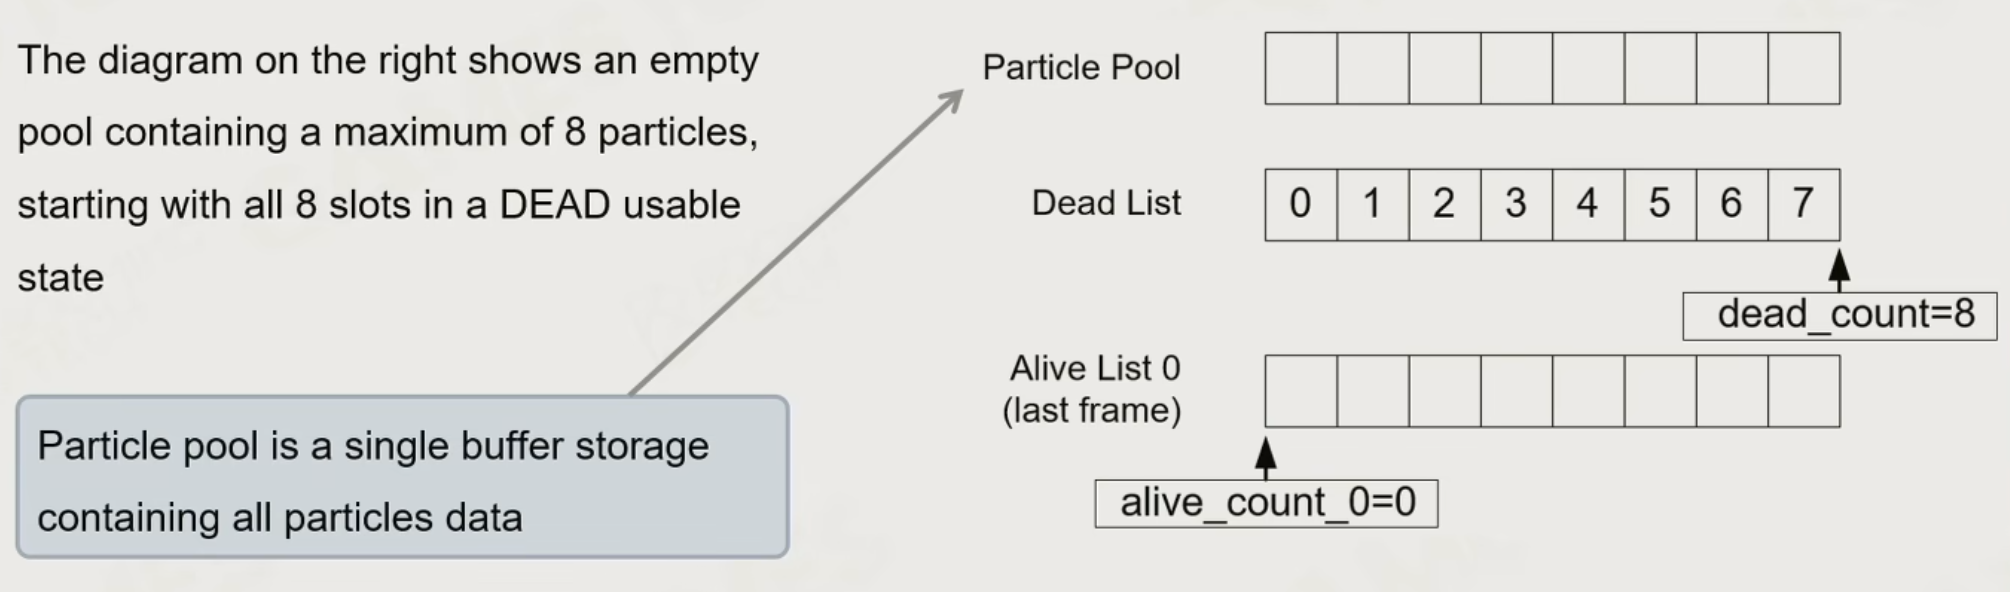 The diagram on the right shows an empty
pool containing a maximum of 8 particles,
starting with all 8 slots in a DEAD usable
state
Particle pool is a single buffer storage
containing all particles data
Particle Pool
Dead List
0 1 2 3 4 5 6 7
dead_count=8
Alive List 0
(last frame)
alive_count_0=0